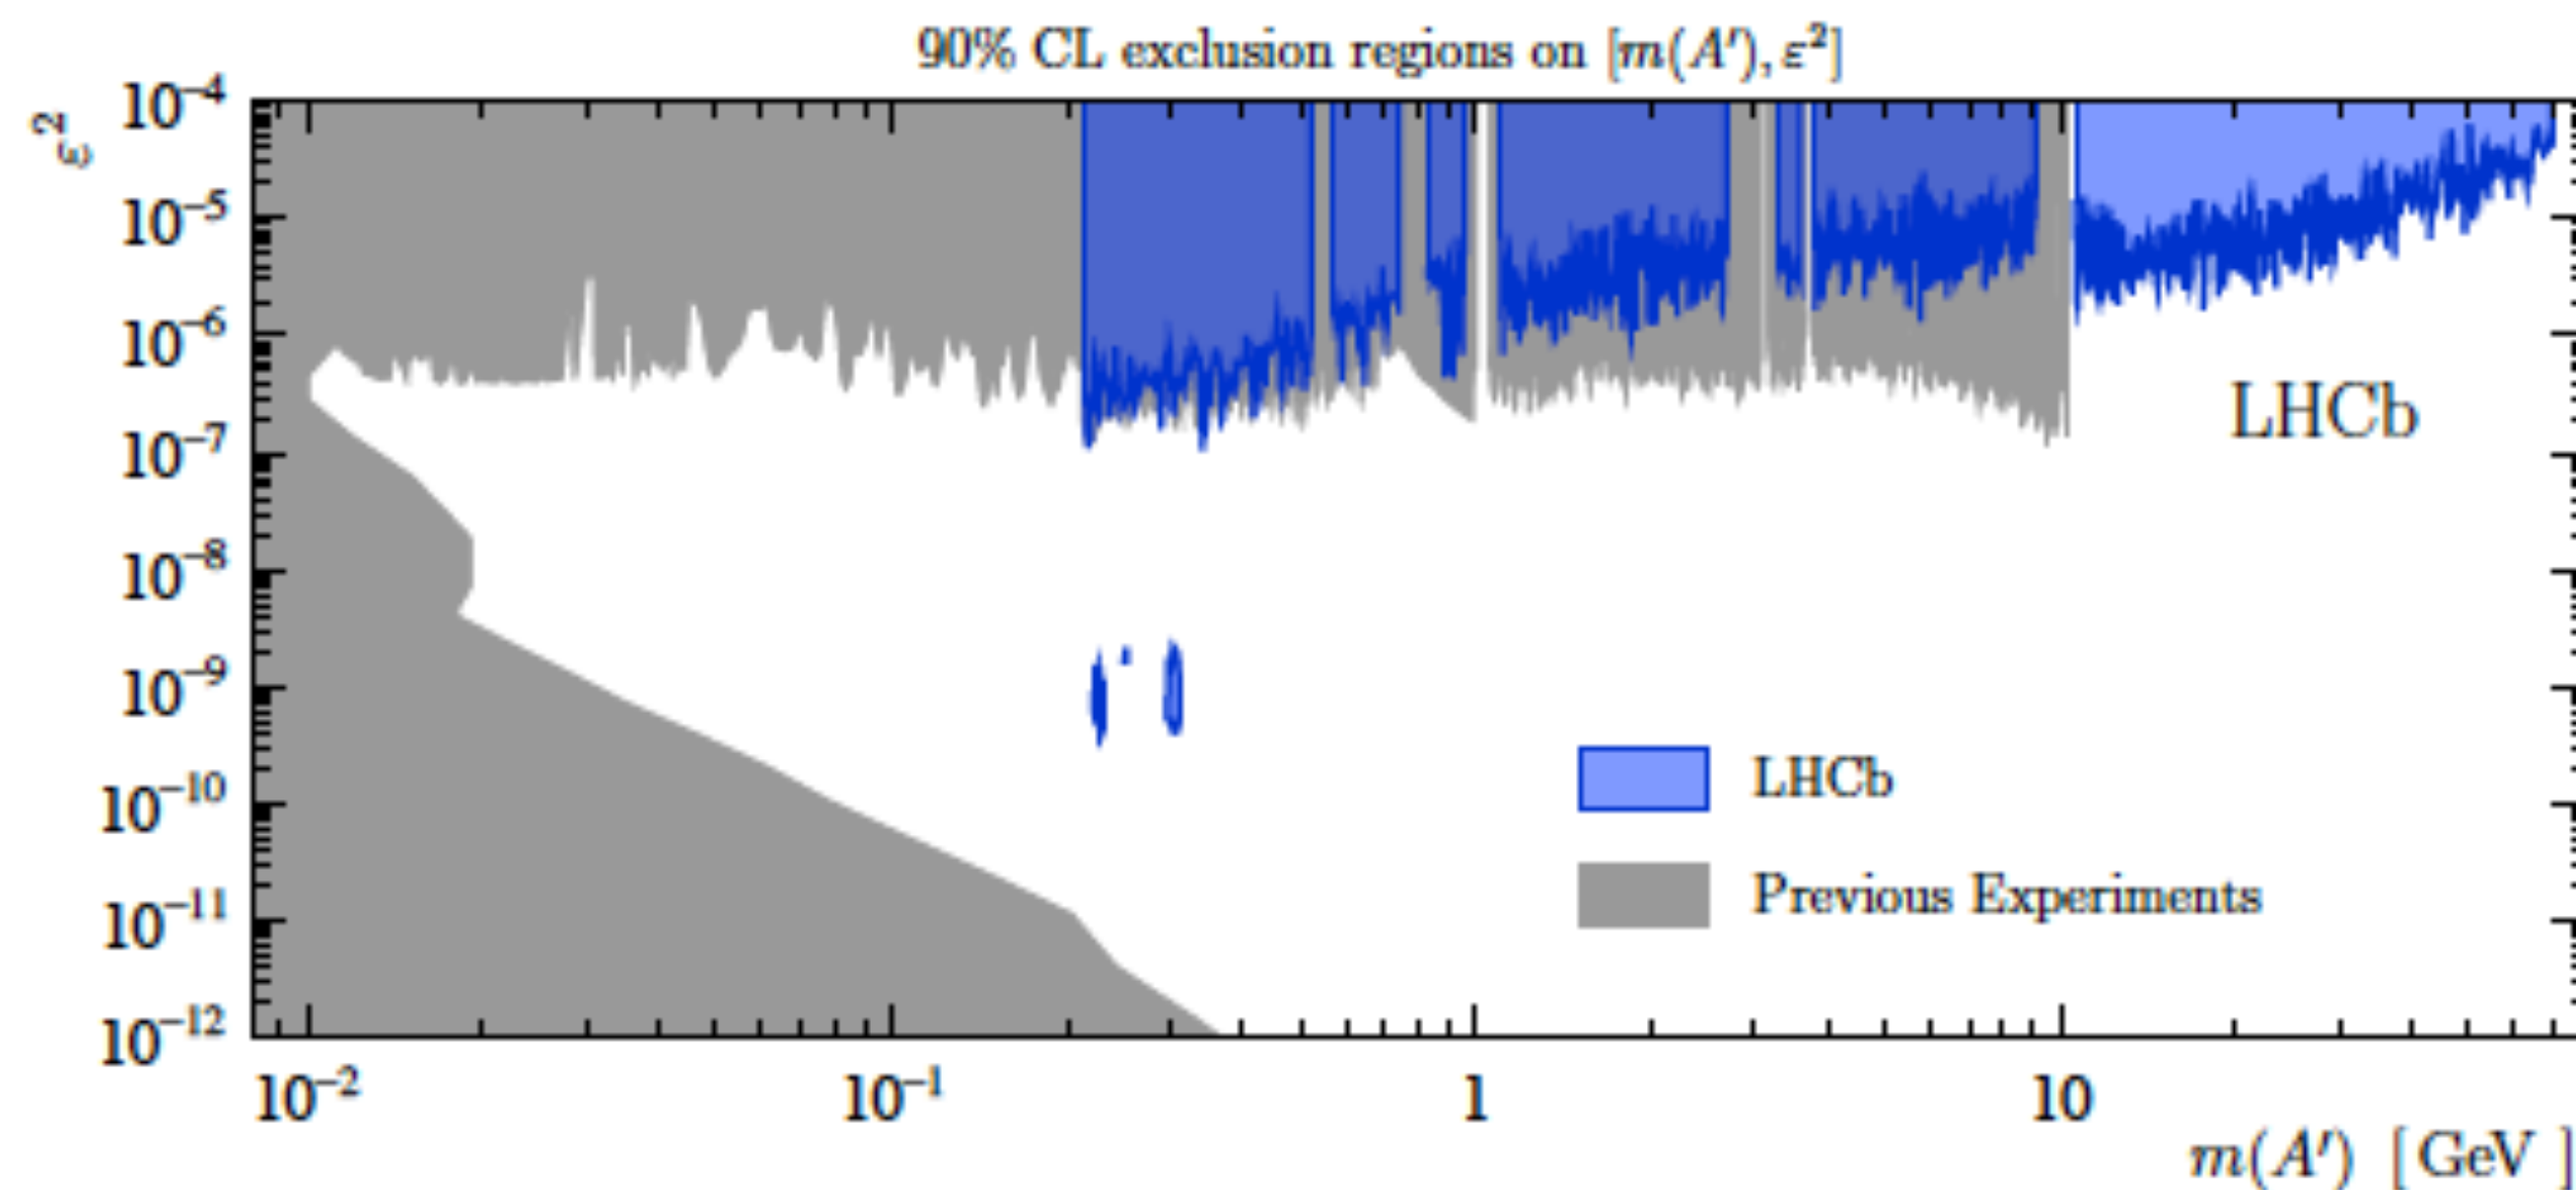 90% CL exclusion regions on [m(A′), ε²]
ε²
10⁻⁴
10⁻⁵
10⁻⁶
10⁻⁷
10⁻⁸
10⁻⁹
10⁻¹⁰
10⁻¹¹
10⁻¹²
LHCb
LHCb
Previous Experiments
10⁻² 10⁻¹ 1 10
m(A′) [ GeV ]